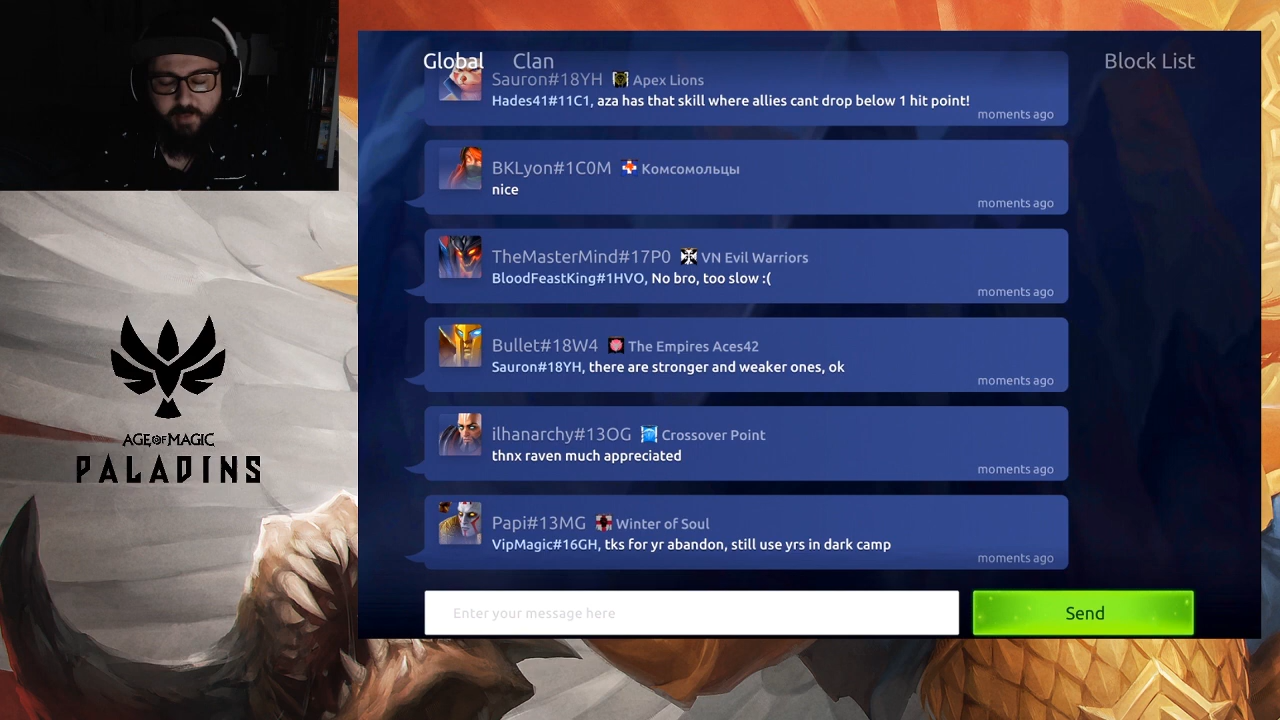 Global
Clan
Block List
Sauron#18YH Apex Lions
Hades41#11C1, aza has that skill where allies cant drop below 1 hit point!
moments ago
BKLyon#1C0M Комсомольцы
nice
moments ago
TheMasterMind#17P0 VN Evil Warriors
BloodFeastKing#1HVO, No bro, too slow :(
moments ago
Bullet#18W4 The Empires Aces42
Sauron#18YH, there are stronger and weaker ones, ok
moments ago
ilhanarchy#13OG Crossover Point
thnx raven much appreciated
moments ago
Papi#13MG Winter of Soul
VipMagic#16GH, tks for yr abandon, still use yrs in dark camp
moments ago
Enter your message here
Send
AGE OF MAGIC
PALADINS